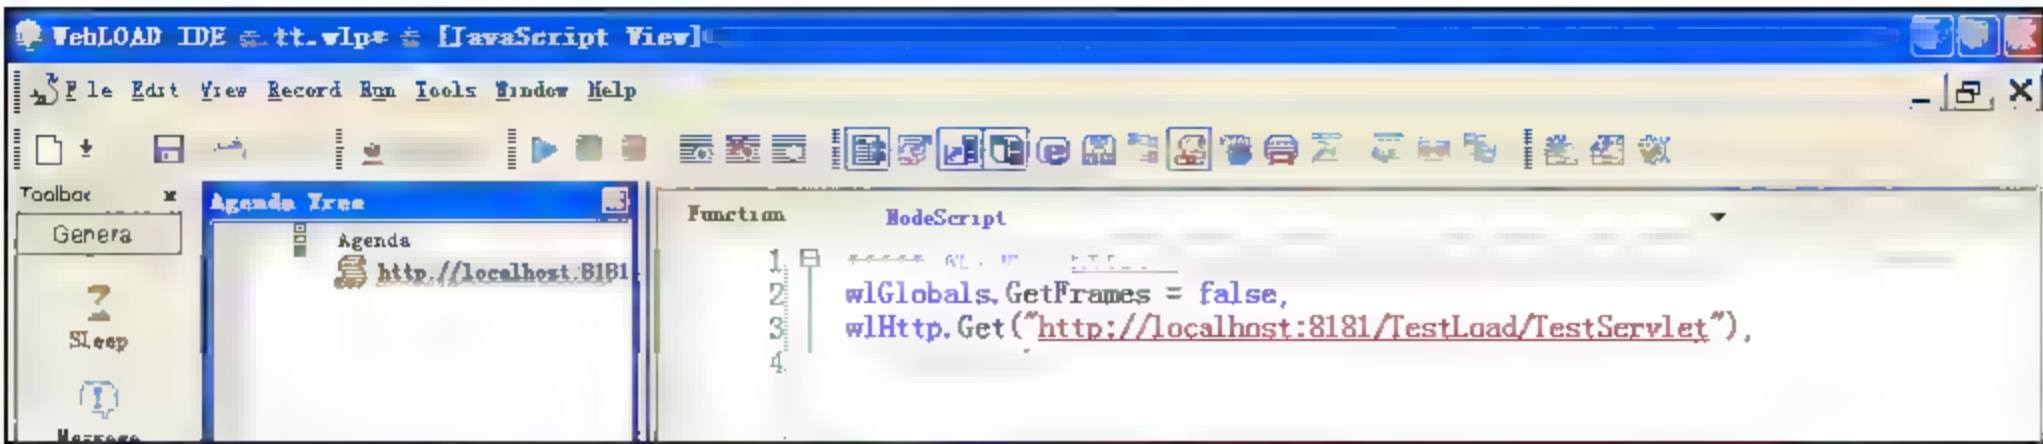 WebLOAD IDE - tt.wlp* - [JavaScript View]
File Edit View Record Run Tools Window Help
Toolbox
Agenda Tree
Function NodeScript
Genera
Agenda
http://localhost:8181
1
2 wlGlobals.GetFrames = false,
3 wlHttp.Get("http://localhost:8181/TestLoad/TestServlet"),
4
Sleep
Message